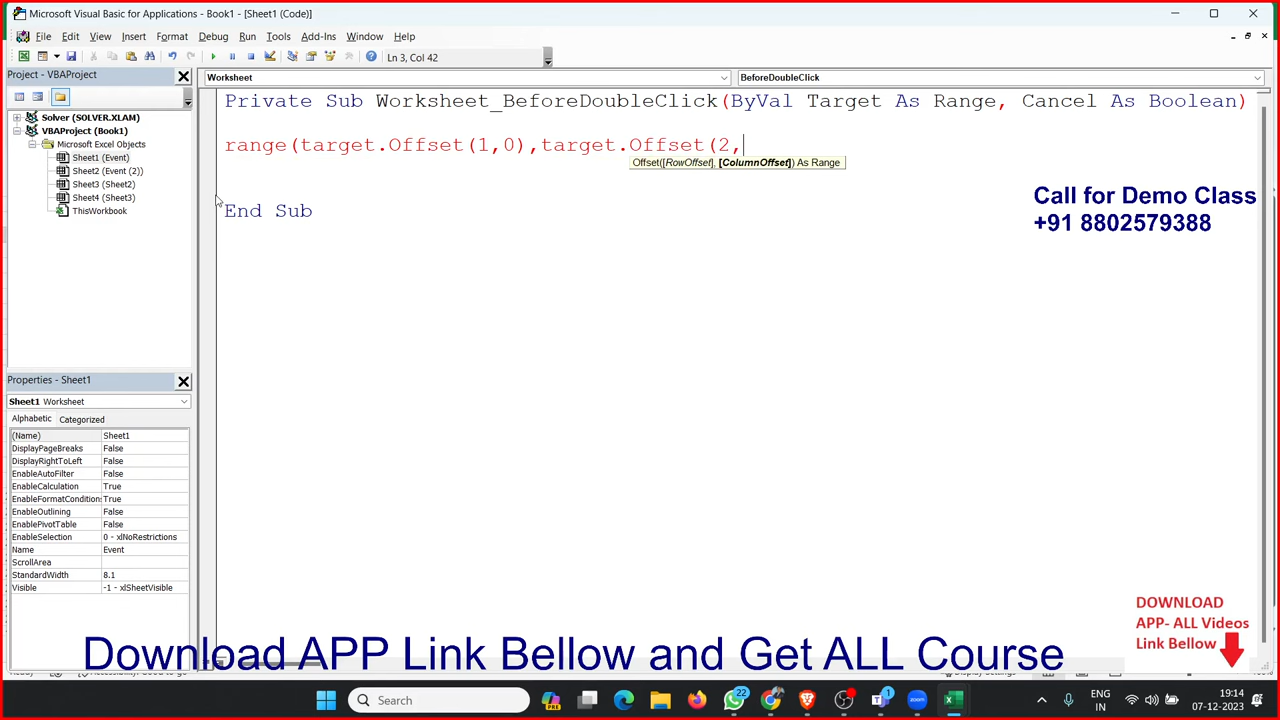 Microsoft Visual Basic for Applications - Book1 - [Sheet1 (Code)]
File Edit View Insert Format Debug Run Tools Add-Ins Window Help
Ln 3, Col 42
Project - VBAProject
Worksheet
BeforeDoubleClick
Solver (SOLVER.XLAM)
VBAProject (Book1)
Microsoft Excel Objects
Sheet1 (Event)
Sheet2 (Event (2))
Sheet3 (Sheet2)
Sheet4 (Sheet3)
ThisWorkbook
Private Sub Worksheet_BeforeDoubleClick(ByVal Target As Range, Cancel As Boolean)
range(target.Offset(1,0),target.Offset(2,
Offset([RowOffset], [ColumnOffset]) As Range
End Sub
Call for Demo Class
+91 8802579388
Properties - Sheet1
Sheet1 Worksheet
Alphabetic Categorized
(Name) Sheet1
DisplayPageBreaks False
DisplayRightToLeft False
EnableAutoFilter False
EnableCalculation True
EnableFormatConditions True
EnableOutlining False
EnablePivotTable False
EnableSelection 0 - xlNoRestrictions
Name Event
ScrollArea
StandardWidth 8.1
Visible -1 - xlSheetVisible
DOWNLOAD
APP- ALL Videos
Link Bellow
Download APP Link Bellow and Get ALL Course
Search
PRE
22
1
ENG
IN
19:14
07-12-2023